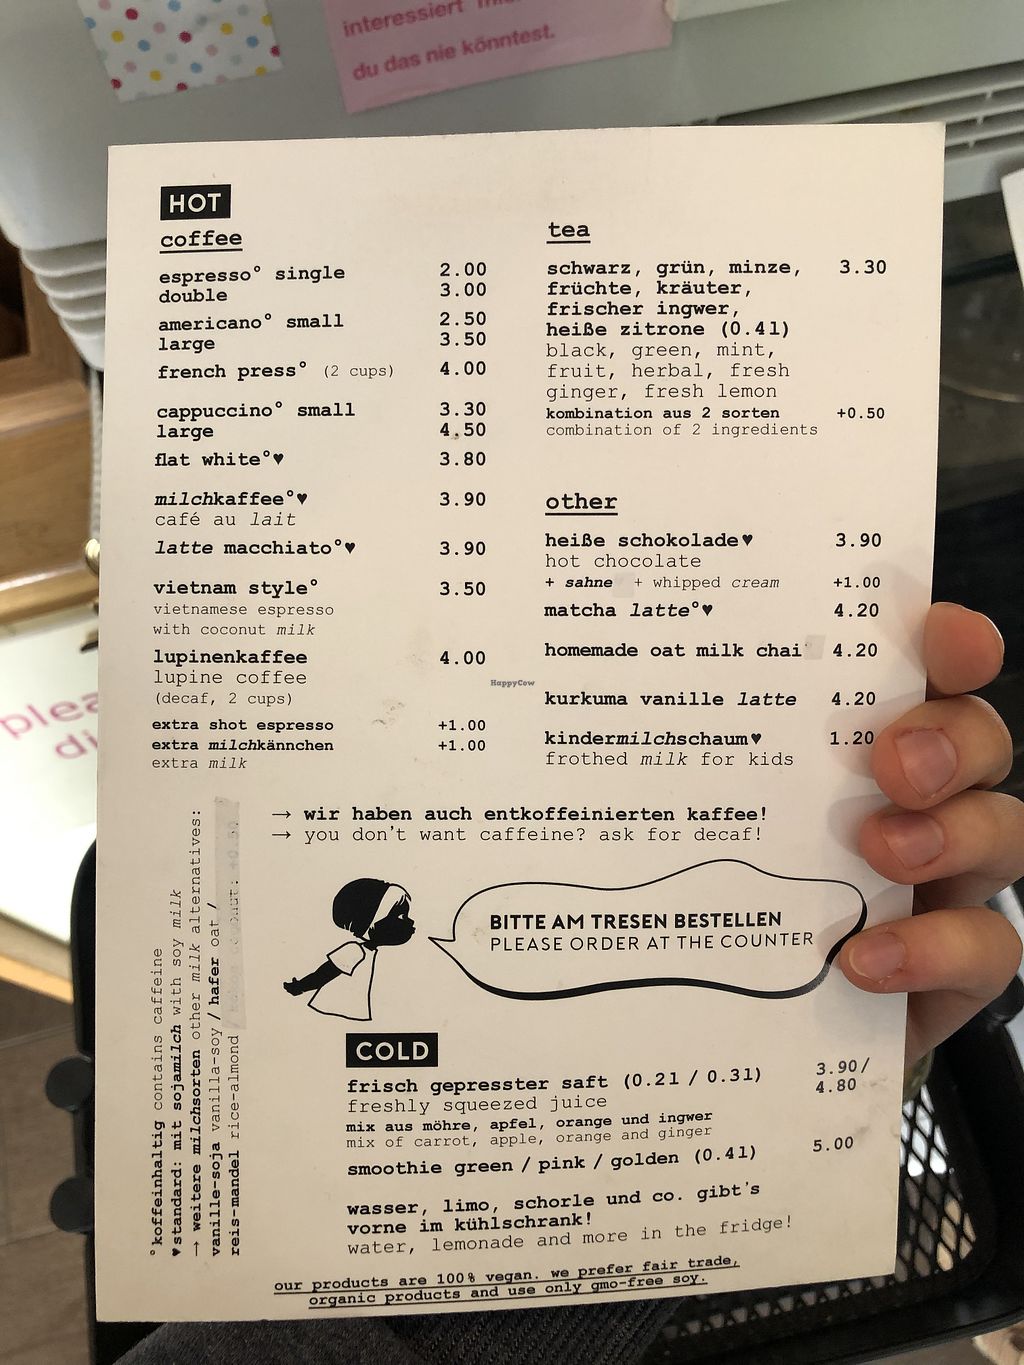 interessiert
du das nie könntest.
HOT
coffee
espresso° single 2.00
double 3.00
americano° small 2.50
large 3.50
french press° (2 cups) 4.00
cappuccino° small 3.30
large 4.50
flat white°♥ 3.80
milchkaffee°♥ 3.90
café au lait
latte macchiato°♥ 3.90
vietnam style° 3.50
vietnamese espresso
with coconut milk
lupinenkaffee 4.00
lupine coffee
(decaf, 2 cups)
extra shot espresso +1.00
extra milchkännchen +1.00
extra milk
tea
schwarz, grün, minze, 3.30
früchte, kräuter,
frischer ingwer,
heiße zitrone (0.4l)
black, green, mint,
fruit, herbal, fresh
ginger, fresh lemon
kombination aus 2 sorten +0.50
combination of 2 ingredients
other
heiße schokolade♥ 3.90
hot chocolate
+ sahne + whipped cream +1.00
matcha latte°♥ 4.20
homemade oat milk chai 4.20
kurkuma vanille latte 4.20
kindermilchschaum♥ 1.20
frothed milk for kids
HappyCow
→ wir haben auch entkoffeinierten kaffee!
→ you don't want caffeine? ask for decaf!
BITTE AM TRESEN BESTELLEN
PLEASE ORDER AT THE COUNTER
°koffeinhaltig contains caffeine
♥standard: mit sojamilch with soy milk
→ weitere milchsorten other milk alternatives:
vanille-soja vanilla-soy / hafer oat /
reis-mandel rice-almond
COLD
frisch gepresster saft (0.2l / 0.3l) 3.90/
4.80
freshly squeezed juice
mix aus möhre, apfel, orange und ingwer
mix of carrot, apple, orange and ginger
smoothie green / pink / golden (0.4l) 5.00
wasser, limo, schorle und co. gibt's
vorne im kühlschrank!
water, lemonade and more in the fridge!
our products are 100% vegan. we prefer fair trade,
organic products and use only gmo-free soy.